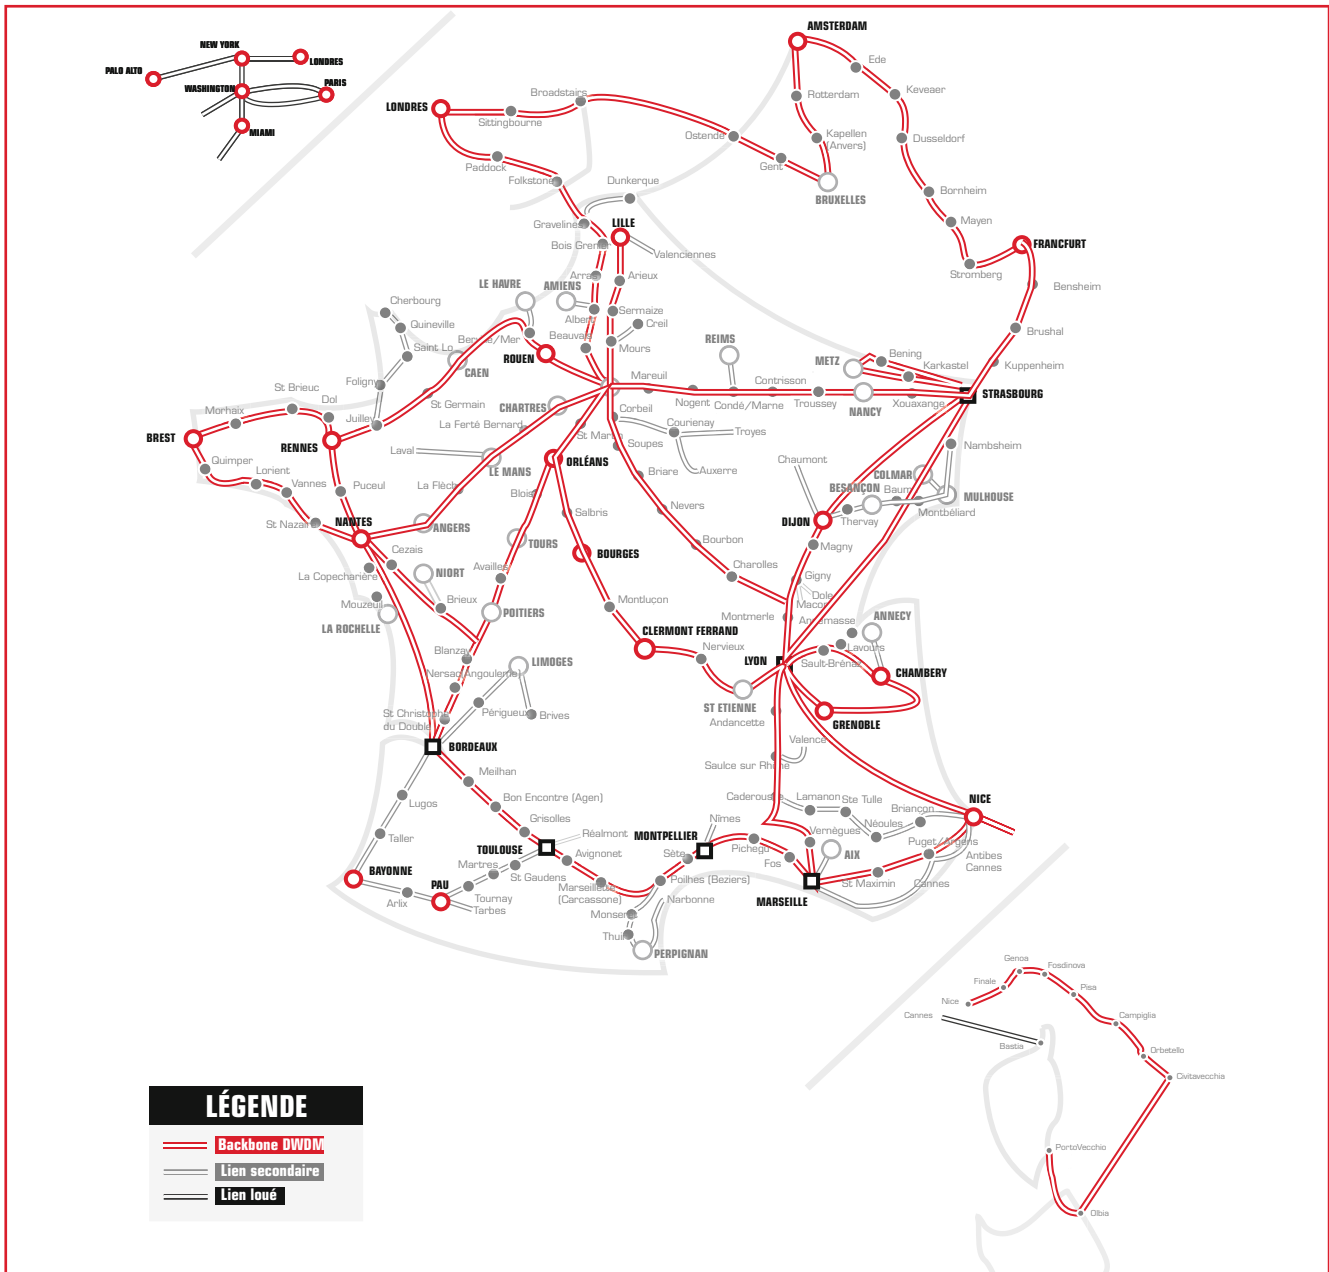 NEW YORK
LONDRES
PALO ALTO
WASHINGTON
PARIS
MIAMI
AMSTERDAM
Ede
Keveaer
Rotterdam
Broadstairs
LONDRES
Sittingbourne
Ostende
Kapellen
(Anvers)
Dusseldorf
Paddock
Gent
Folkstone
Dunkerque
BRUXELLES
Bornheim
Mayen
Gravelines
LILLE
Bois Grenier
Valenciennes
FRANCFURT
Stromberg
Arras
Arieux
Bensheim
LE HAVRE
AMIENS
Cherbourg
Albert
Sermaize
Quineville
Creil
Brushal
Saint Lo
Beauvais
Mours
REIMS
ROUEN
CAEN
METZ
Bening
Karkastel
Kuppenheim
Foligny
Mareuil
Contrisson
St Brieuc
Dol
St Germain
CHARTRES
Nogent
Condé/Marne
Troussey
NANCY
Xouaxange
STRASBOURG
Morhaix
Juilley
La Ferté Bernard
Corbeil
Courienay
Troyes
BREST
RENNES
St Martin
Soupes
Nambsheim
Laval
LE MANS
ORLÉANS
Chaumont
Quimper
Lorient
Briare
Auxerre
COLMAR
Vannes
Puceul
La Flèch
Blois
BESANÇON
Baum
MULHOUSE
Salbris
Nevers
Thervay
Montbéliard
St Nazaire
NANTES
ANGERS
DIJON
TOURS
Bourbon
Magny
Cezais
BOURGES
La Copecharière
NIORT
Availles
Charolles
Gigny
Dole
Mouzeuil
Brieux
Montluçon
Macon
LA ROCHELLE
POITIERS
Montmerle
Annemasse
ANNECY
CLERMONT FERRAND
Blanzay
Nervieux
LYON
Lavours
LIMOGES
Sault-Brénaz
Nersac(Angouleme)
CHAMBERY
St Christophe
du Double
Périgueux
Brives
ST ETIENNE
Andancette
GRENOBLE
BORDEAUX
Valence
Saulce sur Rhône
Meilhan
Lugos
Bon Encontre (Agen)
Caderousse
Lamanon
Ste Tulle
Briançon
NICE
Grisolles
Nîmes
Néoules
Taller
Réalmont
MONTPELLIER
Vernègues
TOULOUSE
Pichegu
Puget/Argens
BAYONNE
Martres
Avignonet
Sète
Fos
AIX
Antibes
Cannes
PAU
St Gaudens
Poilhes (Beziers)
St Maximin
Cannes
Arlix
Tournay
Tarbes
Marseillette
(Carcassone)
Narbonne
MARSEILLE
Monseret
Thuir
PERPIGNAN
Genoa
Fosdinova
Finale
Pisa
Nice
Cannes
Campiglia
Bastia
Orbetello
Civitavecchia
PortoVecchio
Olbia
LÉGENDE
Backbone DWDM
Lien secondaire
Lien loué